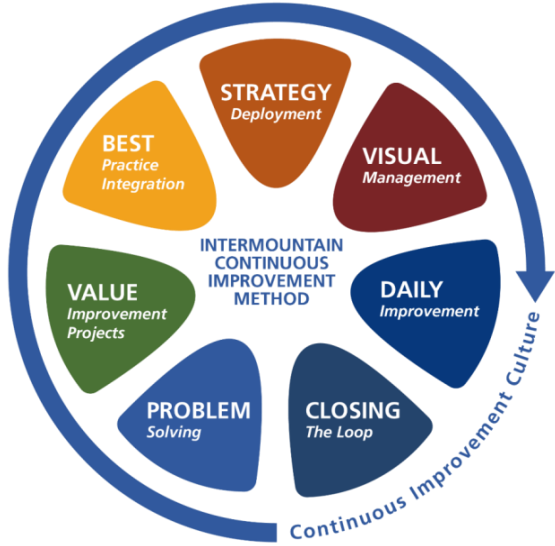 STRATEGY
Deployment
VISUAL
Management
DAILY
Improvement
CLOSING
The Loop
PROBLEM
Solving
VALUE
Improvement
Projects
BEST
Practice
Integration
INTERMOUNTAIN
CONTINUOUS
IMPROVEMENT
METHOD
Continuous Improvement Culture